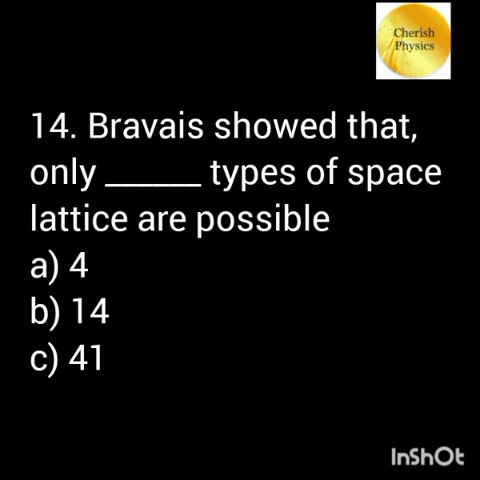 Cherish
Physics
14. Bravais showed that,
only ______ types of space
lattice are possible
a) 4
b) 14
c) 41
InShOt